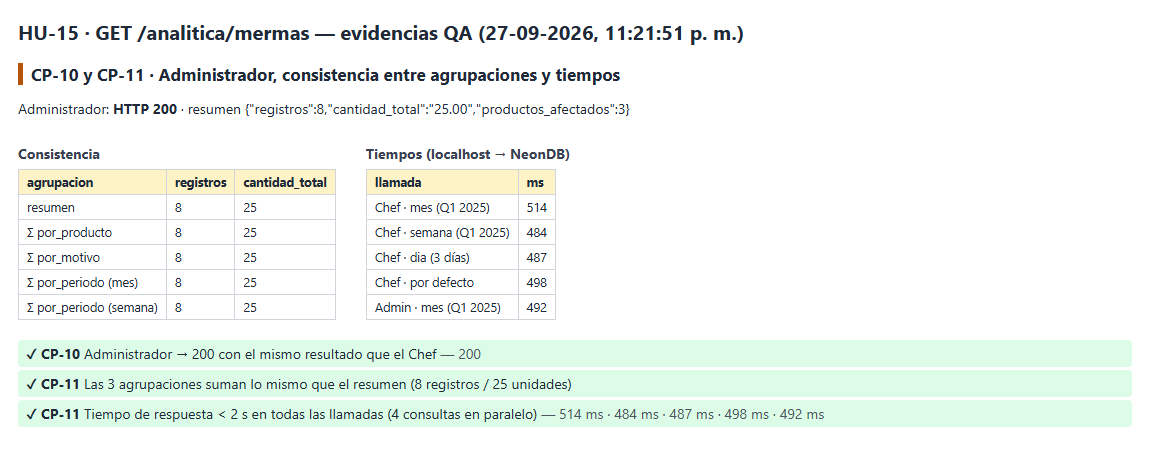 HU-15 · GET /analitica/mermas — evidencias QA (27-09-2026, 11:21:51 p. m.)
CP-10 y CP-11 · Administrador, consistencia entre agrupaciones y tiempos
Administrador: HTTP 200 · resumen {"registros":8,"cantidad_total":"25.00","productos_afectados":3}
Consistencia
agrupacion registros cantidad_total
resumen 8 25
Σ por_producto 8 25
Σ por_motivo 8 25
Σ por_periodo (mes) 8 25
Σ por_periodo (semana) 8 25
Tiempos (localhost → NeonDB)
llamada ms
Chef · mes (Q1 2025) 514
Chef · semana (Q1 2025) 484
Chef · dia (3 días) 487
Chef · por defecto 498
Admin · mes (Q1 2025) 492
✓ CP-10 Administrador → 200 con el mismo resultado que el Chef — 200
✓ CP-11 Las 3 agrupaciones suman lo mismo que el resumen (8 registros / 25 unidades)
✓ CP-11 Tiempo de respuesta < 2 s en todas las llamadas (4 consultas en paralelo) — 514 ms · 484 ms · 487 ms · 498 ms · 492 ms